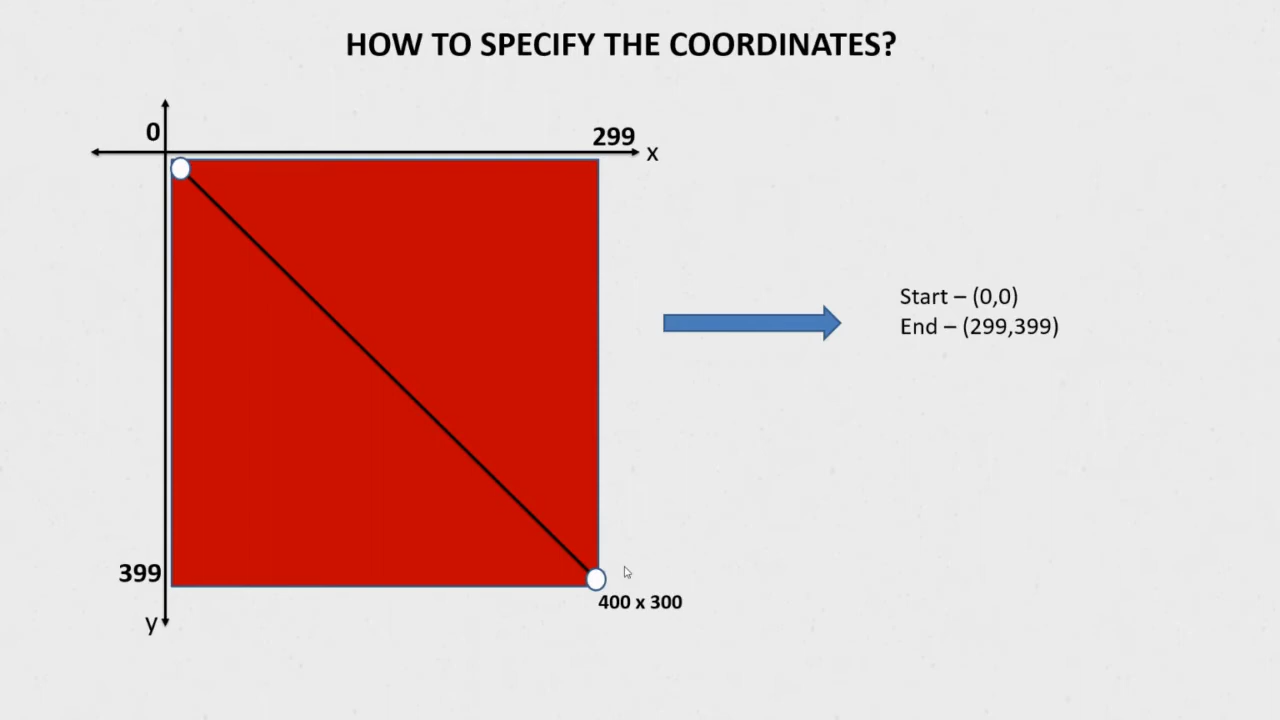 HOW TO SPECIFY THE COORDINATES?
0
299
x
Start – (0,0)
End – (299,399)
399
400 x 300
y